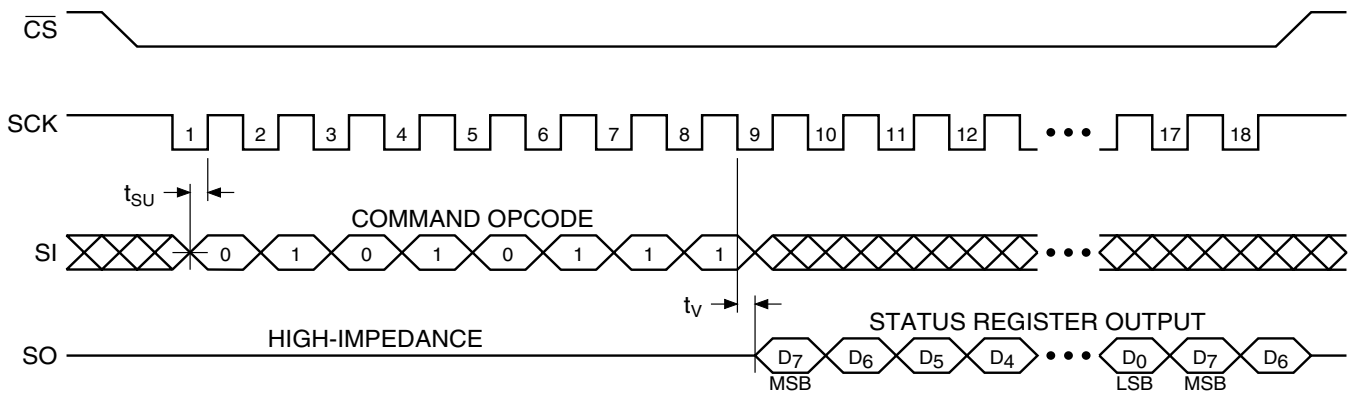 CS
SCK 1 2 3 4 5 6 7 8 9 10 11 12 ••• 17 18
tSU
COMMAND OPCODE
SI 0 1 0 1 0 1 1 1 •••
tV
HIGH-IMPEDANCE STATUS REGISTER OUTPUT
SO D7 D6 D5 D4 ••• D0 D7 D6
MSB LSB MSB